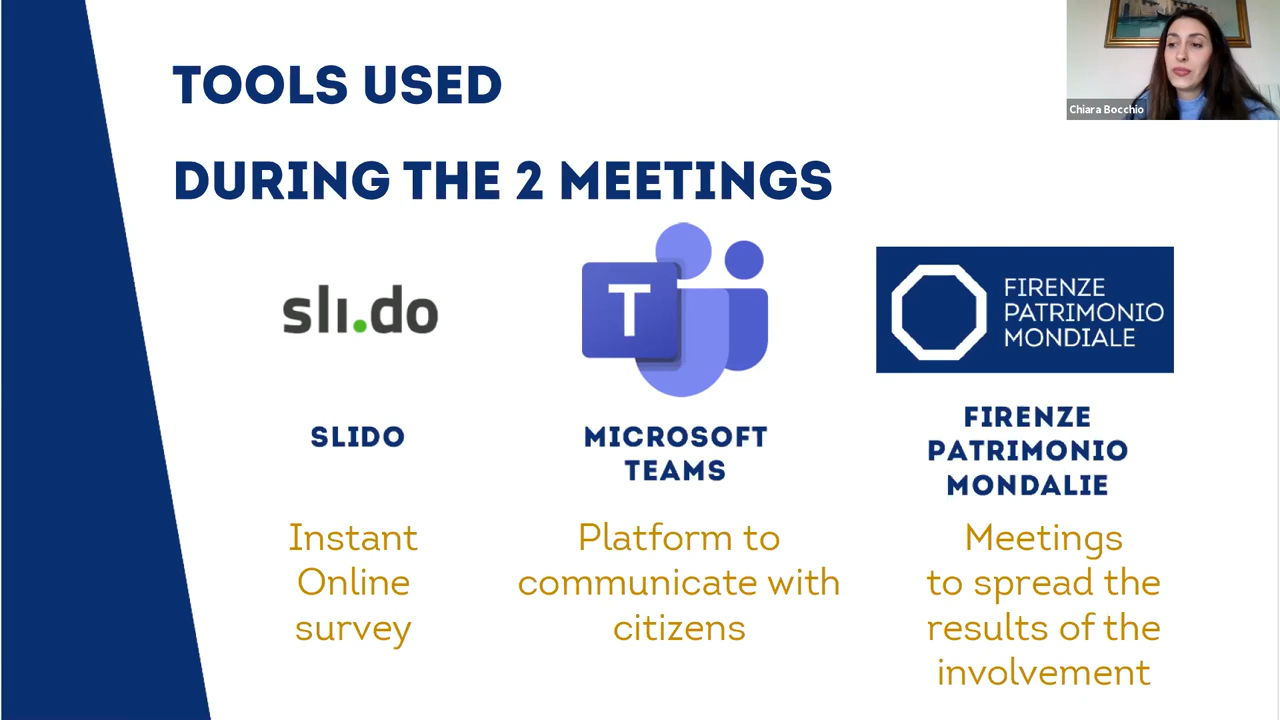 TOOLS USED
DURING THE 2 MEETINGS
Chiara Bocchio
sli.do
T
FIRENZE
PATRIMONIO
MONDIALE
SLIDO
MICROSOFT
TEAMS
FIRENZE
PATRIMONIO
MONDALIE
Instant
Online
survey
Platform to
communicate with
citizens
Meetings
to spread the
results of the
involvement